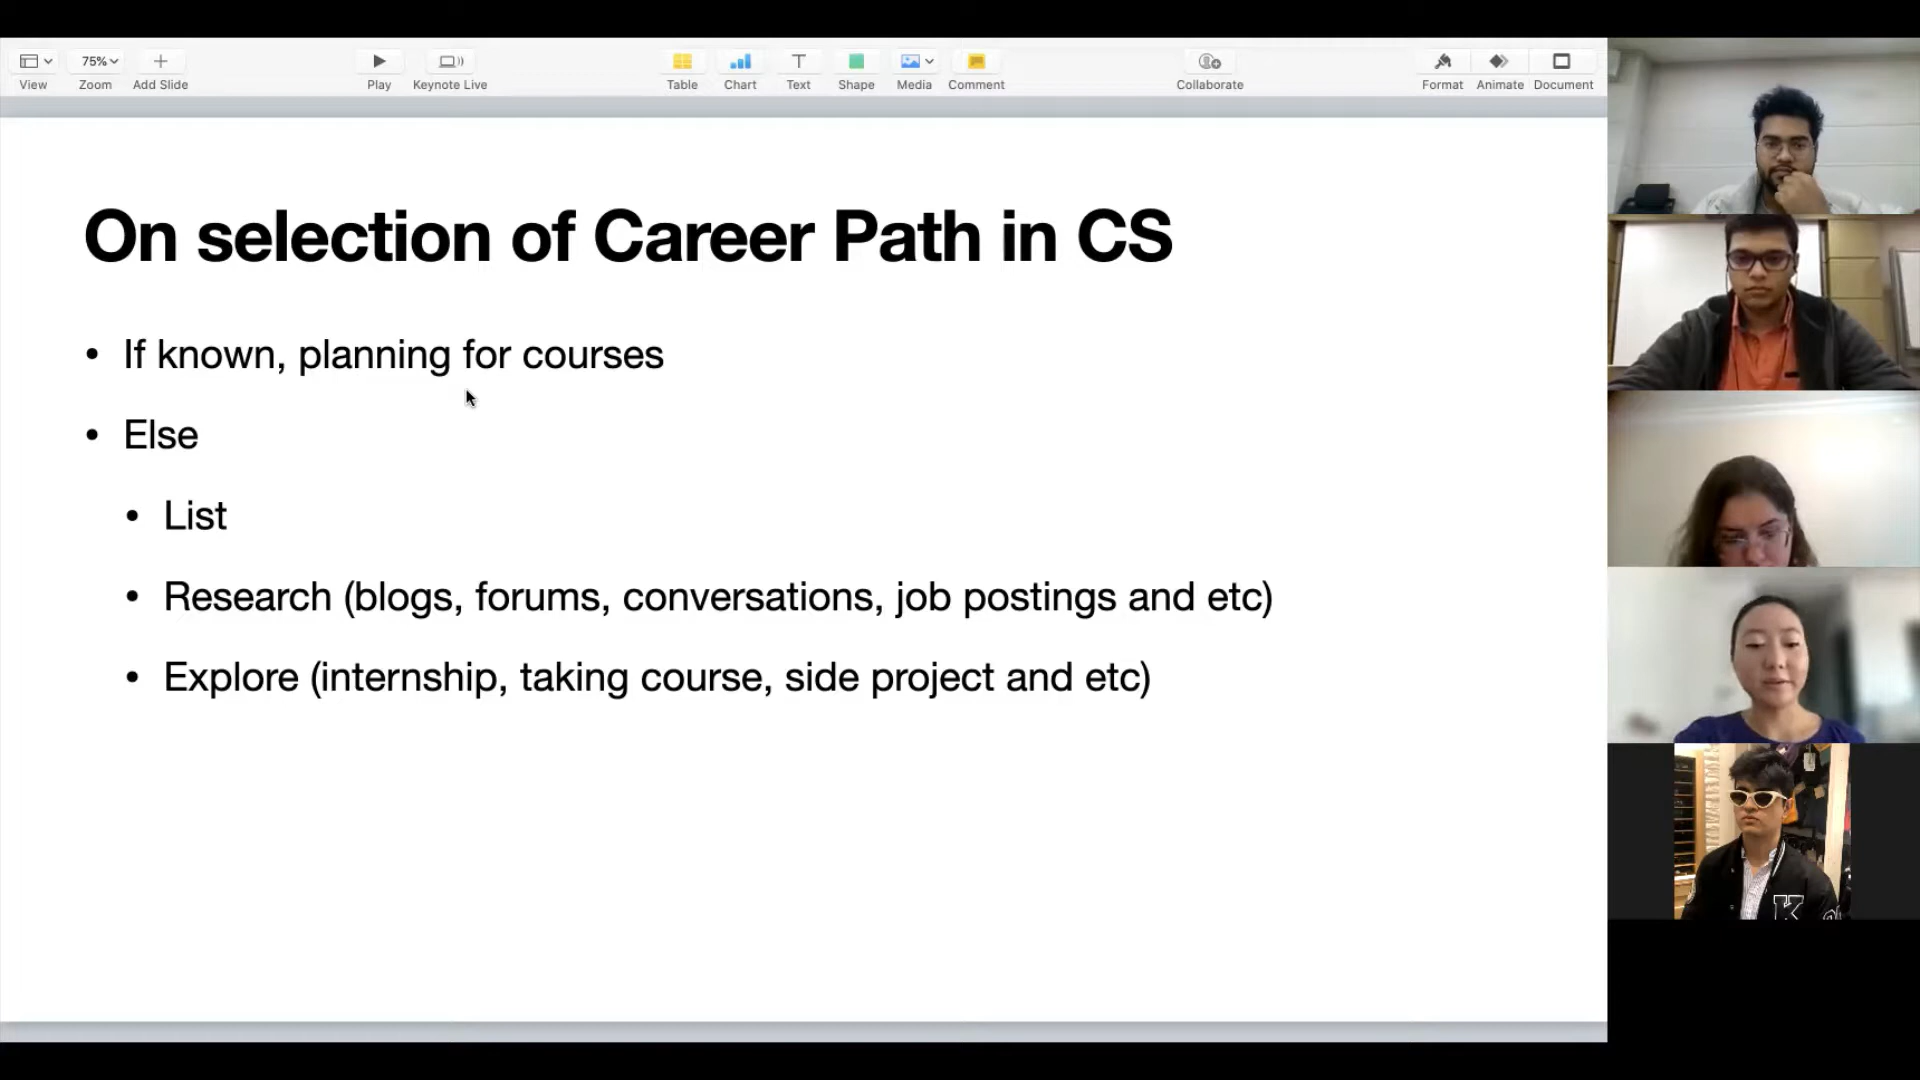 75%
View
Zoom
Add Slide
Play
Keynote Live
Table
Chart
Text
Shape
Media
Comment
Collaborate
Format
Animate
Document
On selection of Career Path in CS
• If known, planning for courses
• Else
• List
• Research (blogs, forums, conversations, job postings and etc)
• Explore (internship, taking course, side project and etc)
K